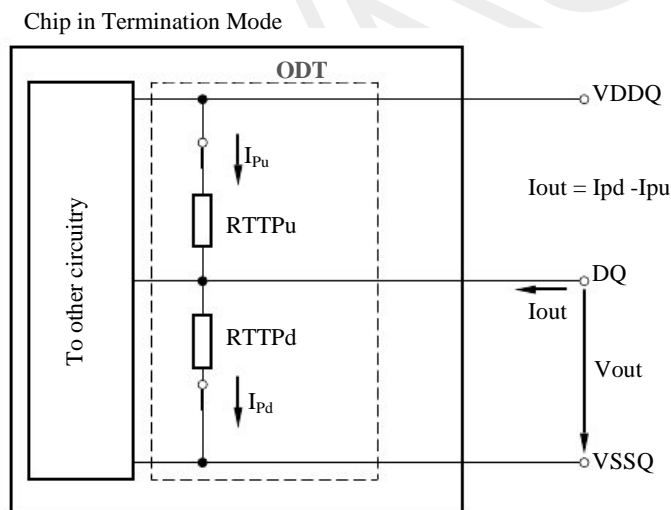 Chip in Termination Mode
ODT
VDDQ
IPu
Iout = Ipd -Ipu
RTTPu
To other circuitry
DQ
Iout
RTTPd
Vout
IPd
VSSQ